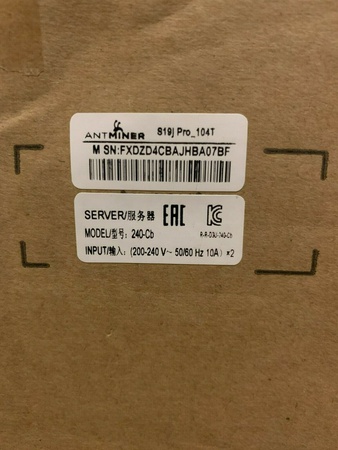 ANTMINER S19j Pro_104T
M SN:FXDZD4CBAJHBA07BF
SERVER/服务器 EAC
MODEL/型号: 240-Cb
INPUT/输入: (200-240 V~ 50/60 Hz 10A) *2